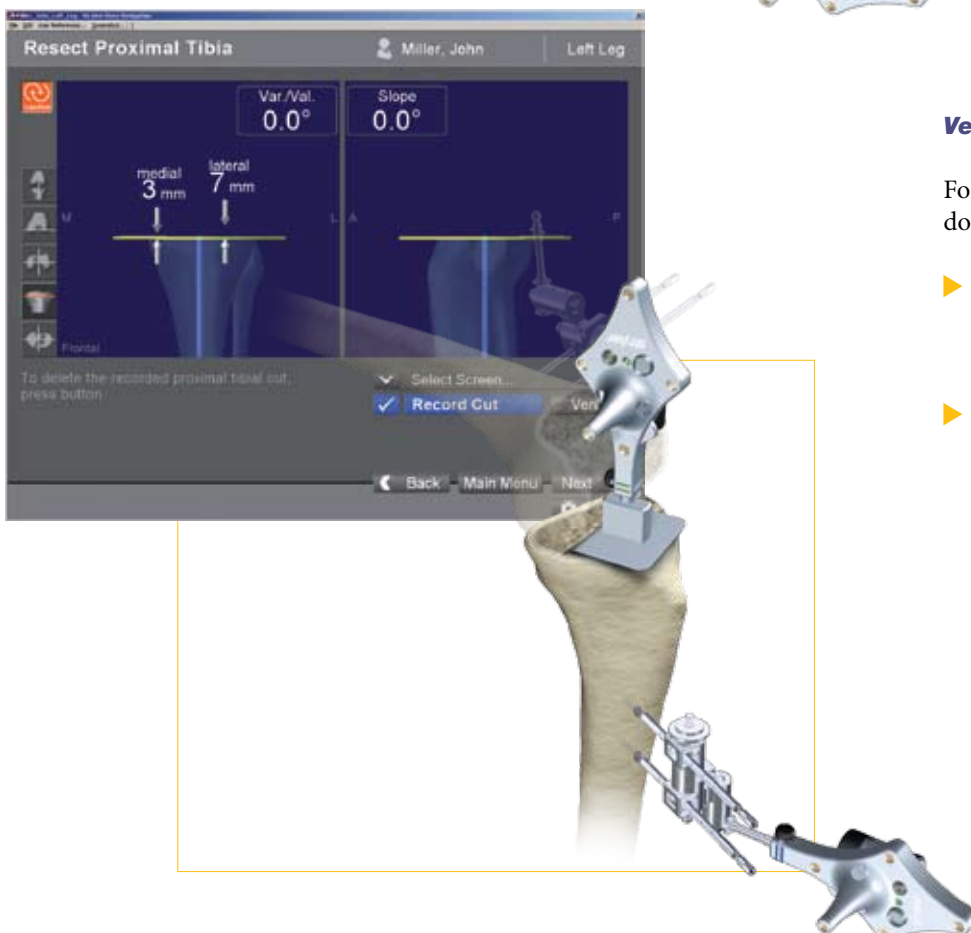 Resect Proximal Tibia
Miller, John
Left Leg
Var./Val.
0.0°
Slope
0.0°
medial
3 mm
lateral
7 mm
M
L
A
P
Frontal
To delete the recorded proximal tibial cut,
press button
Select Screen...
Record Cut
Back
Main Menu
Next
Ve
Fo
do